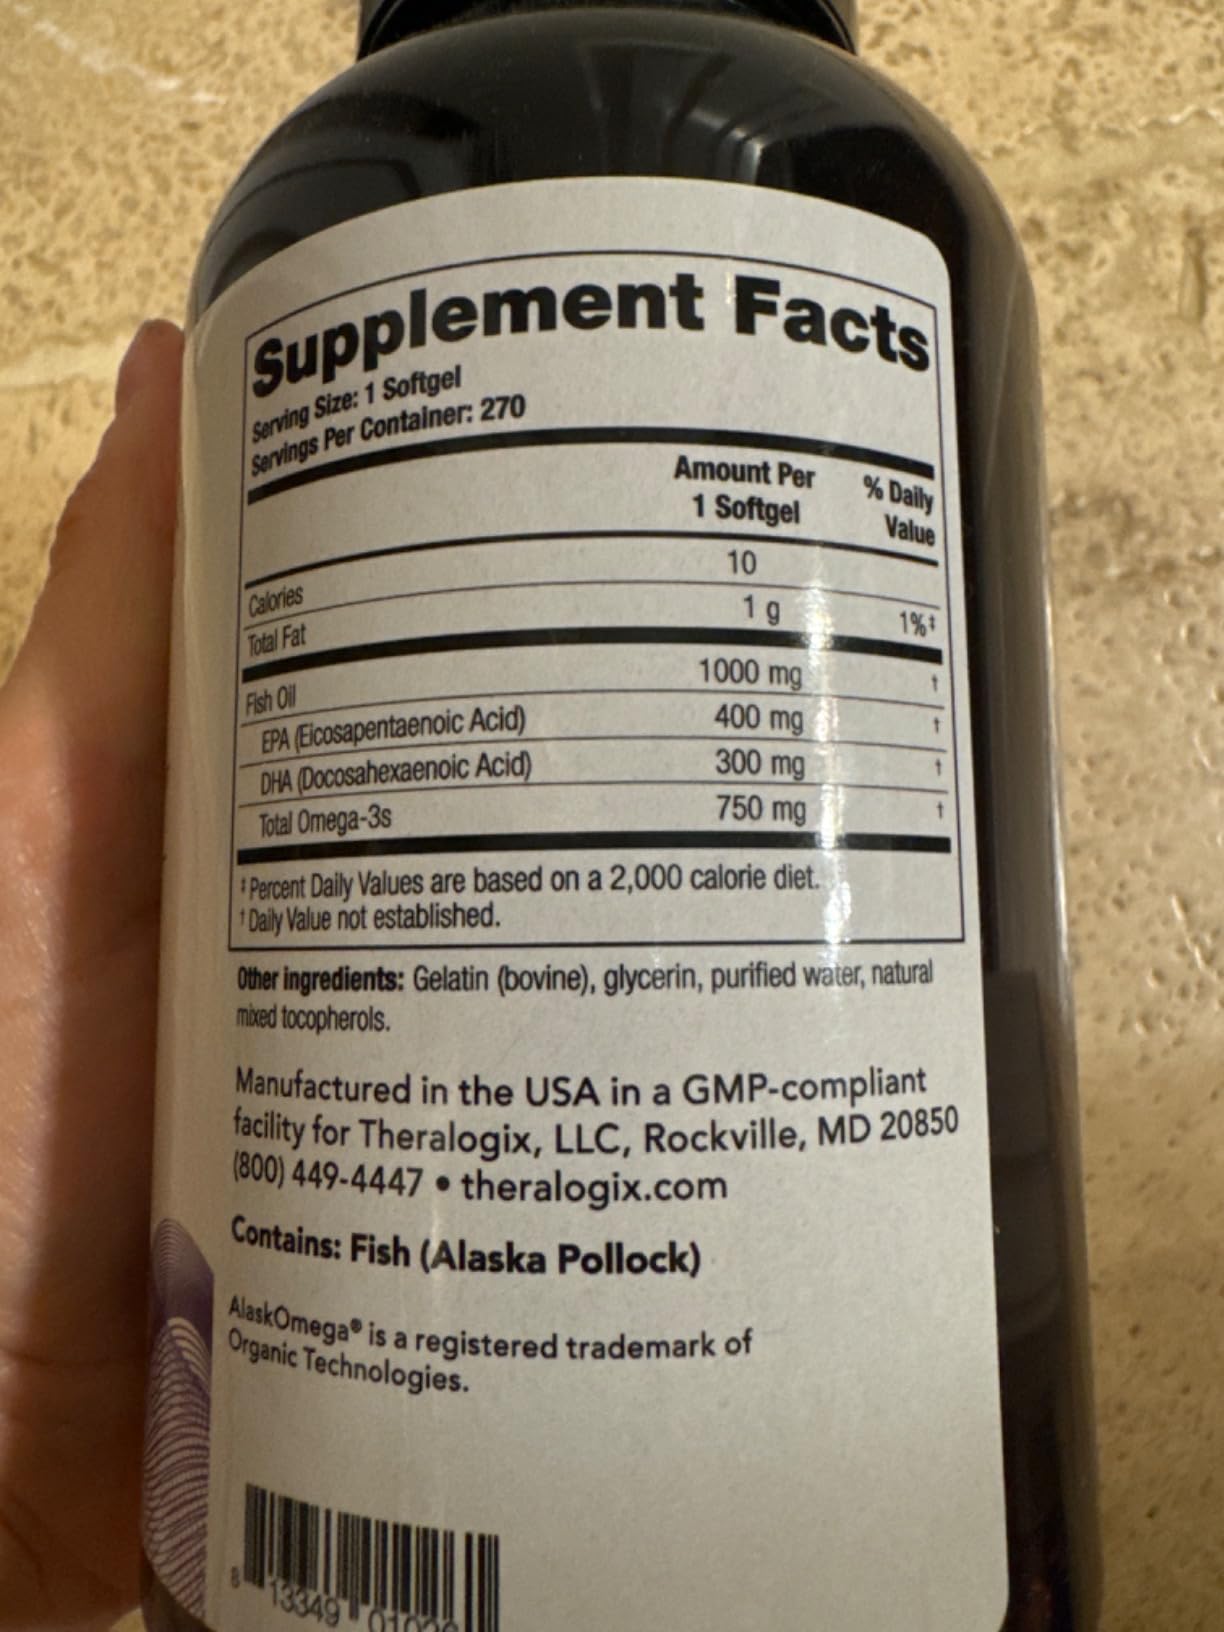 Supplement Facts
Serving Size: 1 Softgel
Servings Per Container: 270
Amount Per 1 Softgel % Daily Value
Calories 10
Total Fat 1 g 1%‡
Fish Oil 1000 mg †
EPA (Eicosapentaenoic Acid) 400 mg †
DHA (Docosahexaenoic Acid) 300 mg †
Total Omega-3s 750 mg †
‡ Percent Daily Values are based on a 2,000 calorie diet.
† Daily Value not established.
Other ingredients: Gelatin (bovine), glycerin, purified water, natural
mixed tocopherols.
Manufactured in the USA in a GMP-compliant
facility for Theralogix, LLC, Rockville, MD 20850
(800) 449-4447 • theralogix.com
Contains: Fish (Alaska Pollock)
AlaskOmega® is a registered trademark of
Organic Technologies.
8 13349